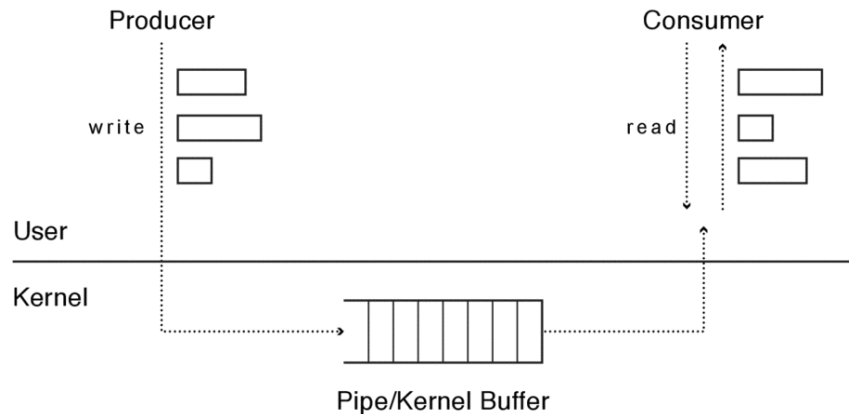 Producer
Consumer
write
read
User
Kernel
Pipe/Kernel Buffer